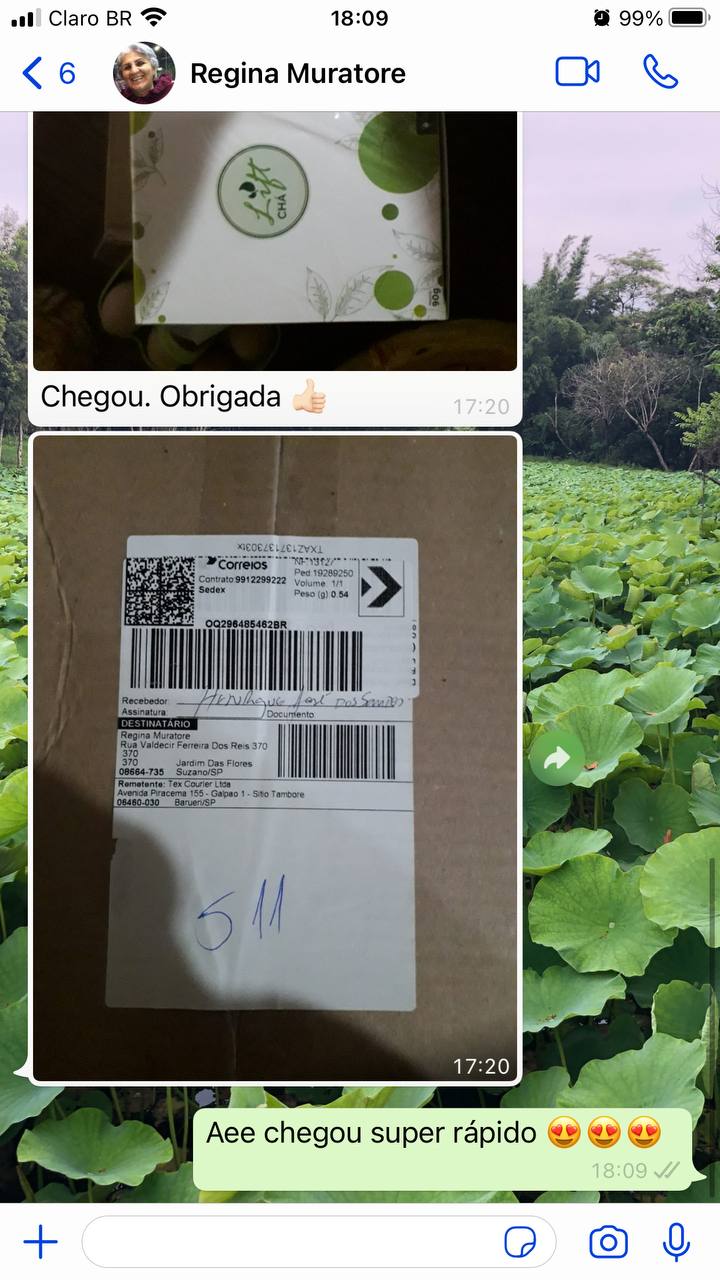 Claro BR
18:09
99%
6
Regina Muratore
Lift
CHÁ
90g
Chegou. Obrigada 👍🏻
17:20
TXAZ13713730tx
Correios
Contrato:9912299222
Sedex
Ped:19289250
Volume 1/1
Peso (g):0.54
OQ296485462BR
Recebedor:
Assinatura:
Documento:
DESTINATÁRIO
Regina Muratore
Rua Valdecir Ferreira Dos Reis 370
370
370 Jardim Das Flores
08664-735 Suzano/SP
Remetente: Tex Courier Ltda
Avenida Piracema 155 - Galpao 1 - Sitio Tambore
06460-030 Barueri/SP
511
17:20
Aee chegou super rápido 😍😍😍
18:09